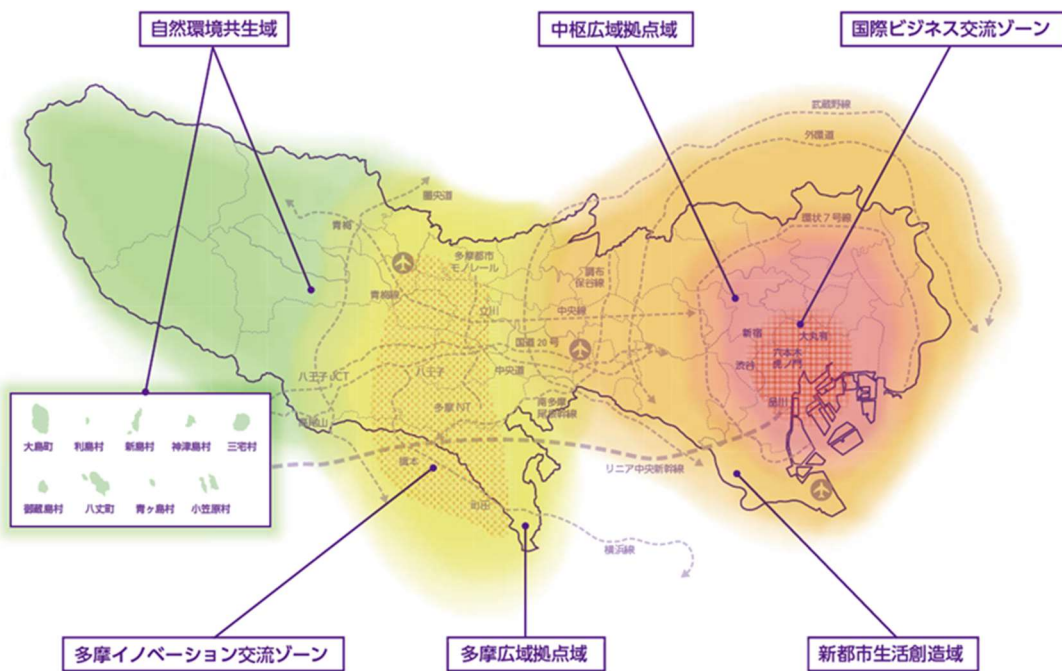 自然環境共生域
中枢広域拠点域
国際ビジネス交流ゾーン
武蔵野線
外環道
圏央道
環状7号線
青梅
多摩都市
モノレール
調布
保谷線
青梅線
立川
中央線
新宿
大丸有
国道20号
六本木
虎ノ門
渋谷
八王子JCT
八王子
中央道
品川
多摩NT
南多摩
尾根幹線
高尾山
橋本
リニア中央新幹線
町田
横浜線
大島町
利島村
新島村
神津島村
三宅村
御蔵島村
八丈町
青ヶ島村
小笠原村
多摩イノベーション交流ゾーン
多摩広域拠点域
新都市生活創造域